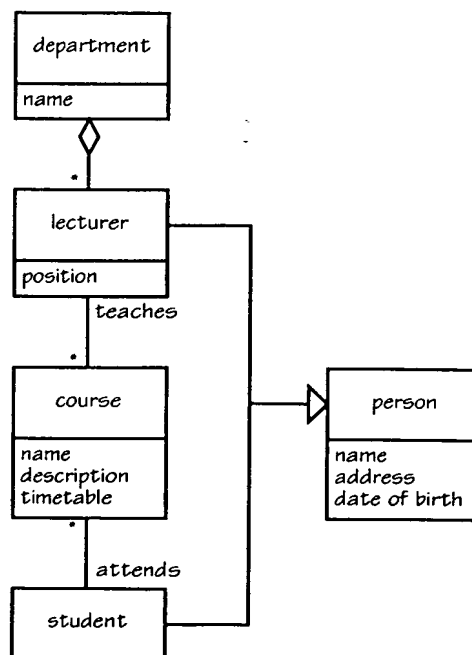 department
name
*
lecturer
position
teaches
*
course
name
description
timetable
*
attends
student
person
name
address
date of birth